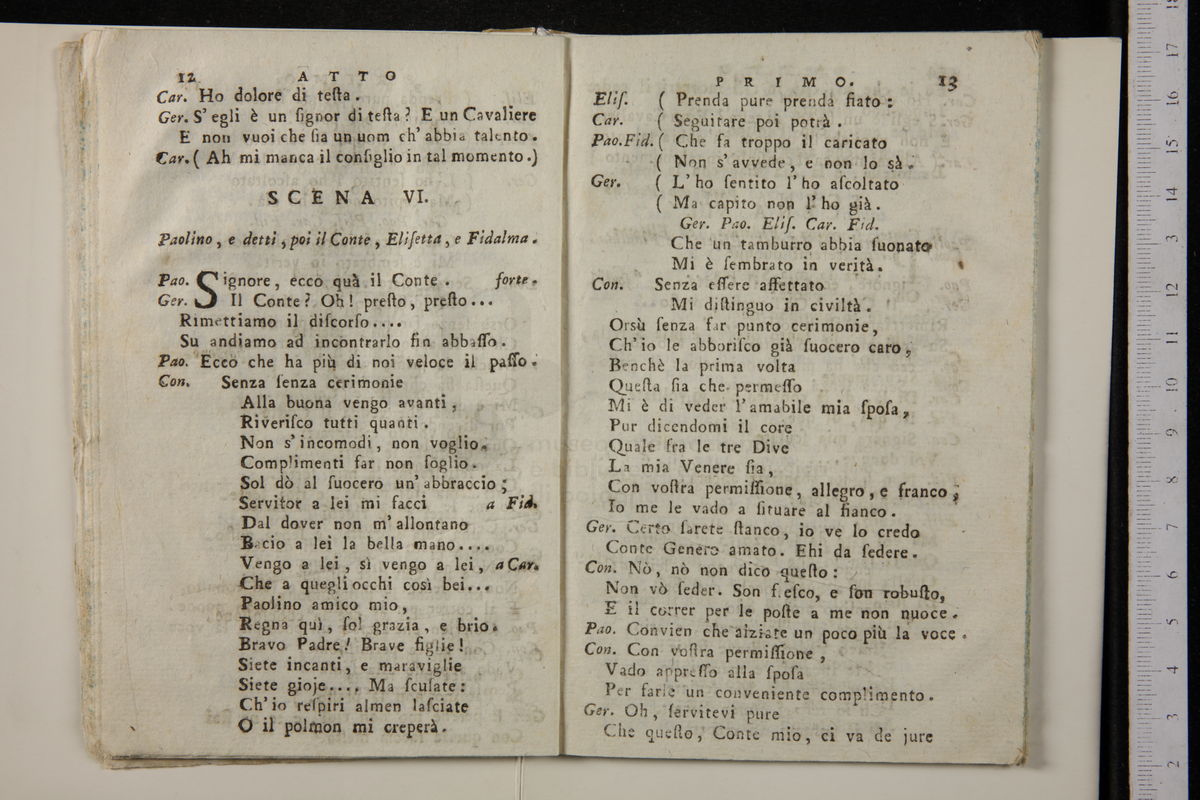 12 ATTO
Car. Ho dolore di teſta.
Ger. S' egli è un ſignor di teſta? E un Cavaliere
E non vuoi che ſia un uom ch' abbia talento.
Car. ( Ah mi manca il conſiglio in tal momento.)
SCENA VI.
Paolino, e detti, poi il Conte, Eliſetta, e Fidalma.
Pao. Signore, ecco quà il Conte. forte.
Ger. Il Conte? Oh! preſto, preſto...
Rimettiamo il diſcorſo....
Su andiamo ad incontrarlo fin abbaſſo.
Pao. Ecco che ha più di noi veloce il paſſo.
Con. Senza ſenza cerimonie
Alla buona vengo avanti,
Riveriſco tutti quanti.
Non s' incomodi, non voglio.
Complimenti far non ſoglio.
Sol dò al ſuocero un' abbraccio;
Servitor a lei mi facci a Fid.
Dal dover non m' allontano
Bacio a lei la bella mano....
Vengo a lei, sì vengo a lei, a Car.
Che a quegli occhi così bei...
Paolino amico mio,
Regna quì, ſol grazia, e brio.
Bravo Padre! Brave figlie!
Siete incanti, e maraviglie
Siete gioje.... Ma ſcuſate:
Ch' io reſpiri almen laſciate
O il polmon mi creperà.
PRIMO. 13
Eliſ. ( Prenda pure prenda fiato:
Car. ( Seguitare poi potrà.
Pao. Fid. ( Che fa troppo il caricato
( Non s' avvede, e non lo sà.
Ger. ( L' ho ſentito l' ho aſcoltato
( Ma capito non l' ho già.
Ger. Pao. Eliſ. Car. Fid.
Che un tamburro abbia ſuonato
Mi è ſembrato in verità.
Con. Senza eſſere affettato
Mi diſtinguo in civiltà.
Orsù ſenza far punto cerimonie,
Ch' io le abboriſco già ſuocero caro,
Benchè la prima volta
Queſta ſia che permeſſo
Mi è di veder l' amabile mia ſpoſa,
Pur dicendomi il core
Quale fra le tre Dive
La mia Venere ſia,
Con voſtra permiſſione, allegro, e franco;
Io me le vado a ſituare al fianco.
Ger. Certo ſarete ſtanco, io ve lo credo
Conte Genero amato. Ehi da ſedere.
Con. Nò, nò non dico queſto:
Non vò ſeder. Son freſco, e ſon robuſto,
E il correr per le poſte a me non nuoce.
Pao. Convien che alziate un poco più la voce.
Con. Con voſtra permiſſione,
Vado appreſſo alla ſpoſa
Per farle un conveniente complimento.
Ger. Oh, ſervitevi pure
Che queſto, Conte mio, ci va de jure